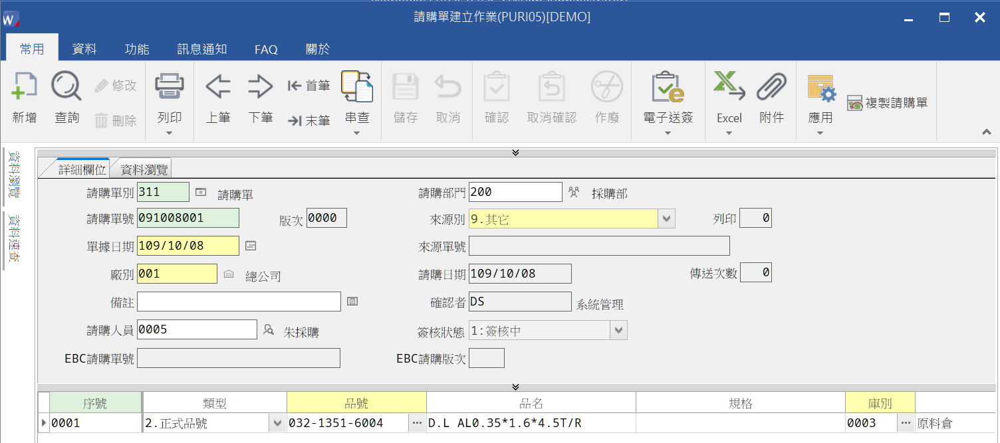 W 請購單建立作業(PURI05)[DEMO]
常用 資料 功能 訊息通知 FAQ 關於
新增 查詢 修改 刪除 列印 上筆 下筆 首筆 末筆 串查 儲存 取消 確認 取消確認 作廢 電子送簽 Excel 附件 應用 複製請購單
資料瀏覽
資料速查
詳細欄位 資料瀏覽
請購單別 311 請購單 請購部門 200 採購部
請購單號 091008001 版次 0000 來源別 9.其它 列印 0
單據日期 109/10/08 來源單號
廠別 001 總公司 請購日期 109/10/08 傳送次數 0
備註 確認者 DS 系統管理
請購人員 0005 朱採購 簽核狀態 1:簽核中
EBC請購單號 EBC請購版次
序號 類型 品號 品名 規格 庫別
0001 2.正式品號 032-1351-6004 ... D.L AL0.35*1.6*4.5T/R 0003 ... 原料倉